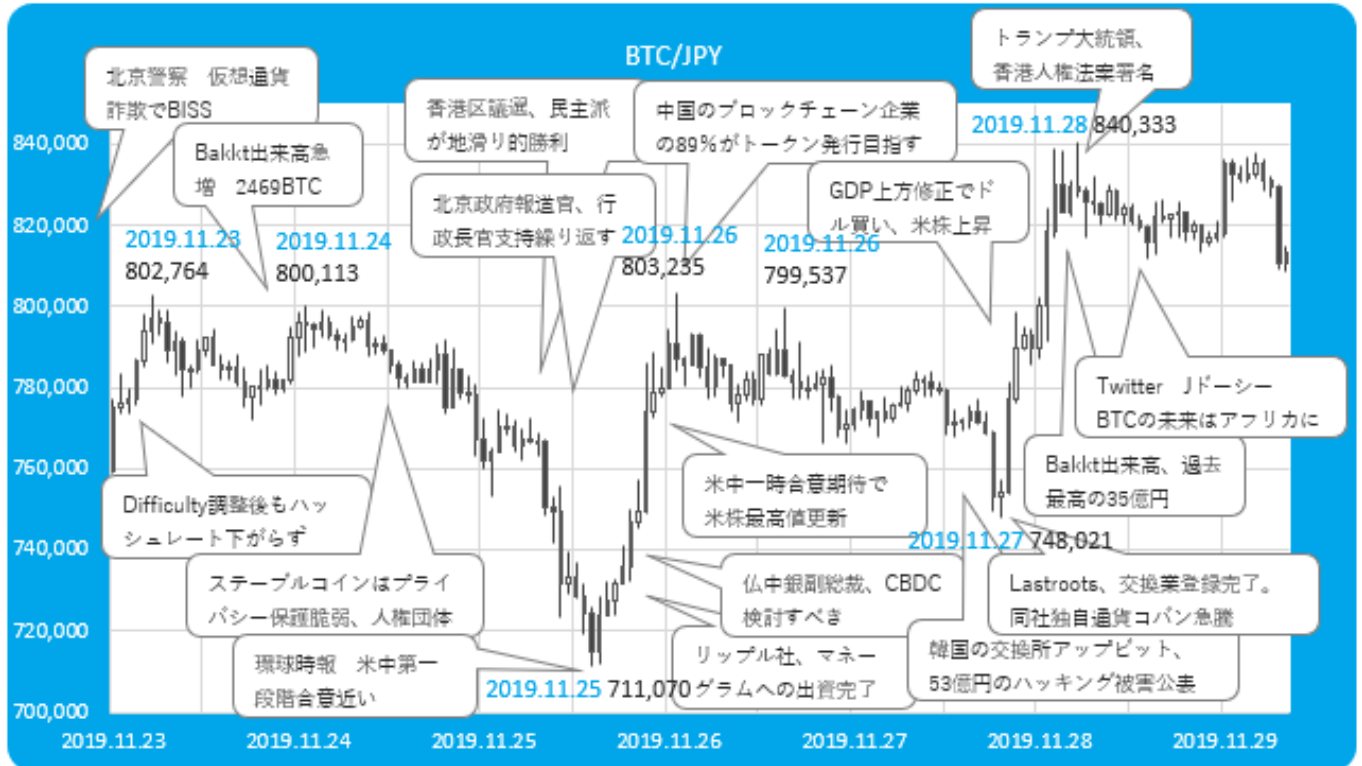 BTC/JPY
北京警察　仮想通貨
詐欺でBISS
Bakkt出来高急
増　2469BTC
香港区議選、民主派
が地滑り的勝利
北京政府報道官、行
政長官支持繰り返す
中国のブロックチェーン企業
の89%がトークン発行目指す
GDP上方修正でド
ル買い、米株上昇
トランプ大統領、
香港人権法案署名
2019.11.28 840,333
2019.11.23
802,764
2019.11.24
800,113
2019.11.26
803,235
2019.11.26
799,537
Difficulty調整後もハッ
シュレート下がらず
ステーブルコインはプライ
バシー保護脆弱、人権団体
環球時報　米中第一
段階合意近い
2019.11.25 711,070
米中一時合意期待で
米株最高値更新
仏中銀副総裁、CBDC
検討すべき
リップル社、マネー
グラムへの出資完了
Twitter　Jドーシー
BTCの未来はアフリカに
Bakkt出来高、過去
最高の35億円
2019.11.27 748,021
Lastroots、交換業登録完了。
同社独自通貨コバン急騰
韓国の交換所アップビット、
53億円のハッキング被害公表
840,000
820,000
800,000
780,000
760,000
740,000
720,000
700,000
2019.11.23
2019.11.24
2019.11.25
2019.11.26
2019.11.27
2019.11.28
2019.11.29